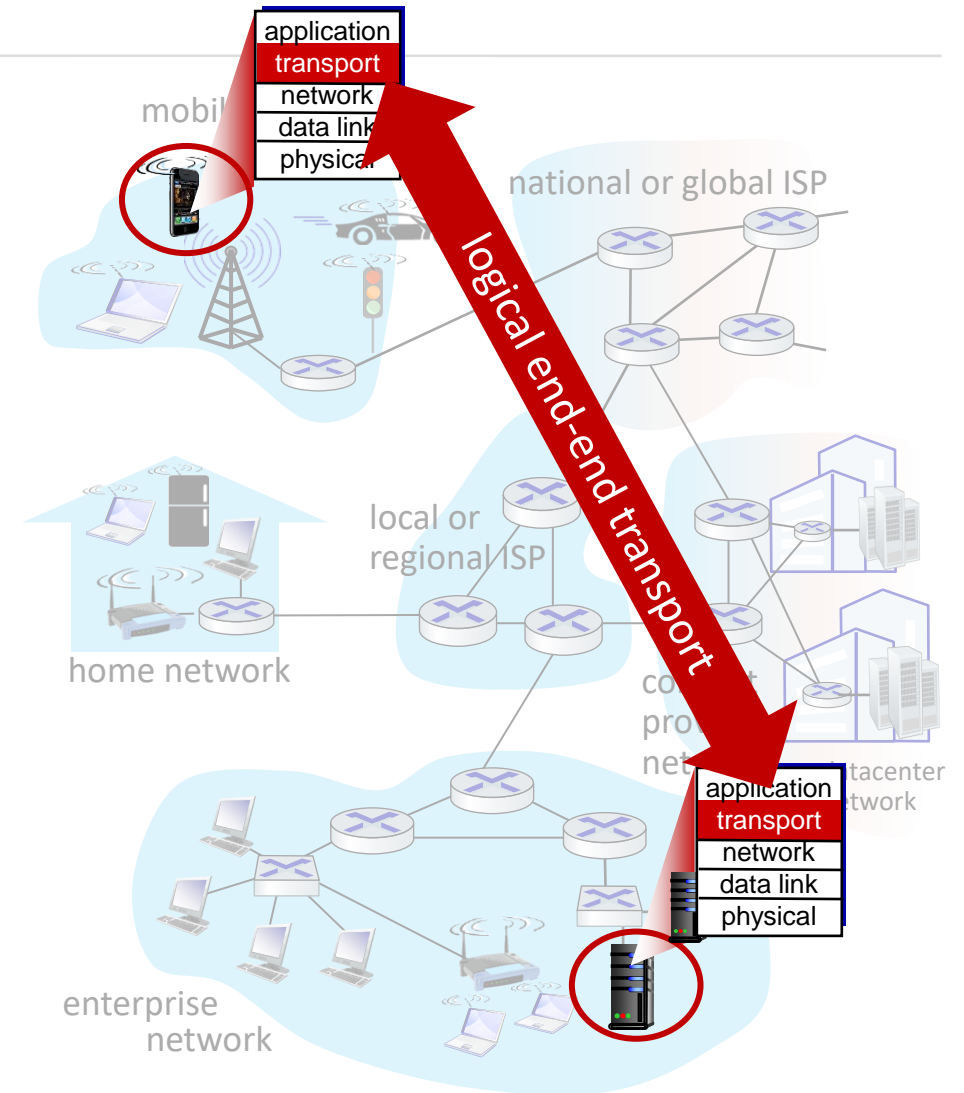 application
transport
network
data link
physical
national or global ISP
logical end-end transport
local or
regional ISP
home network
application
transport
network
data link
physical
enterprise
network